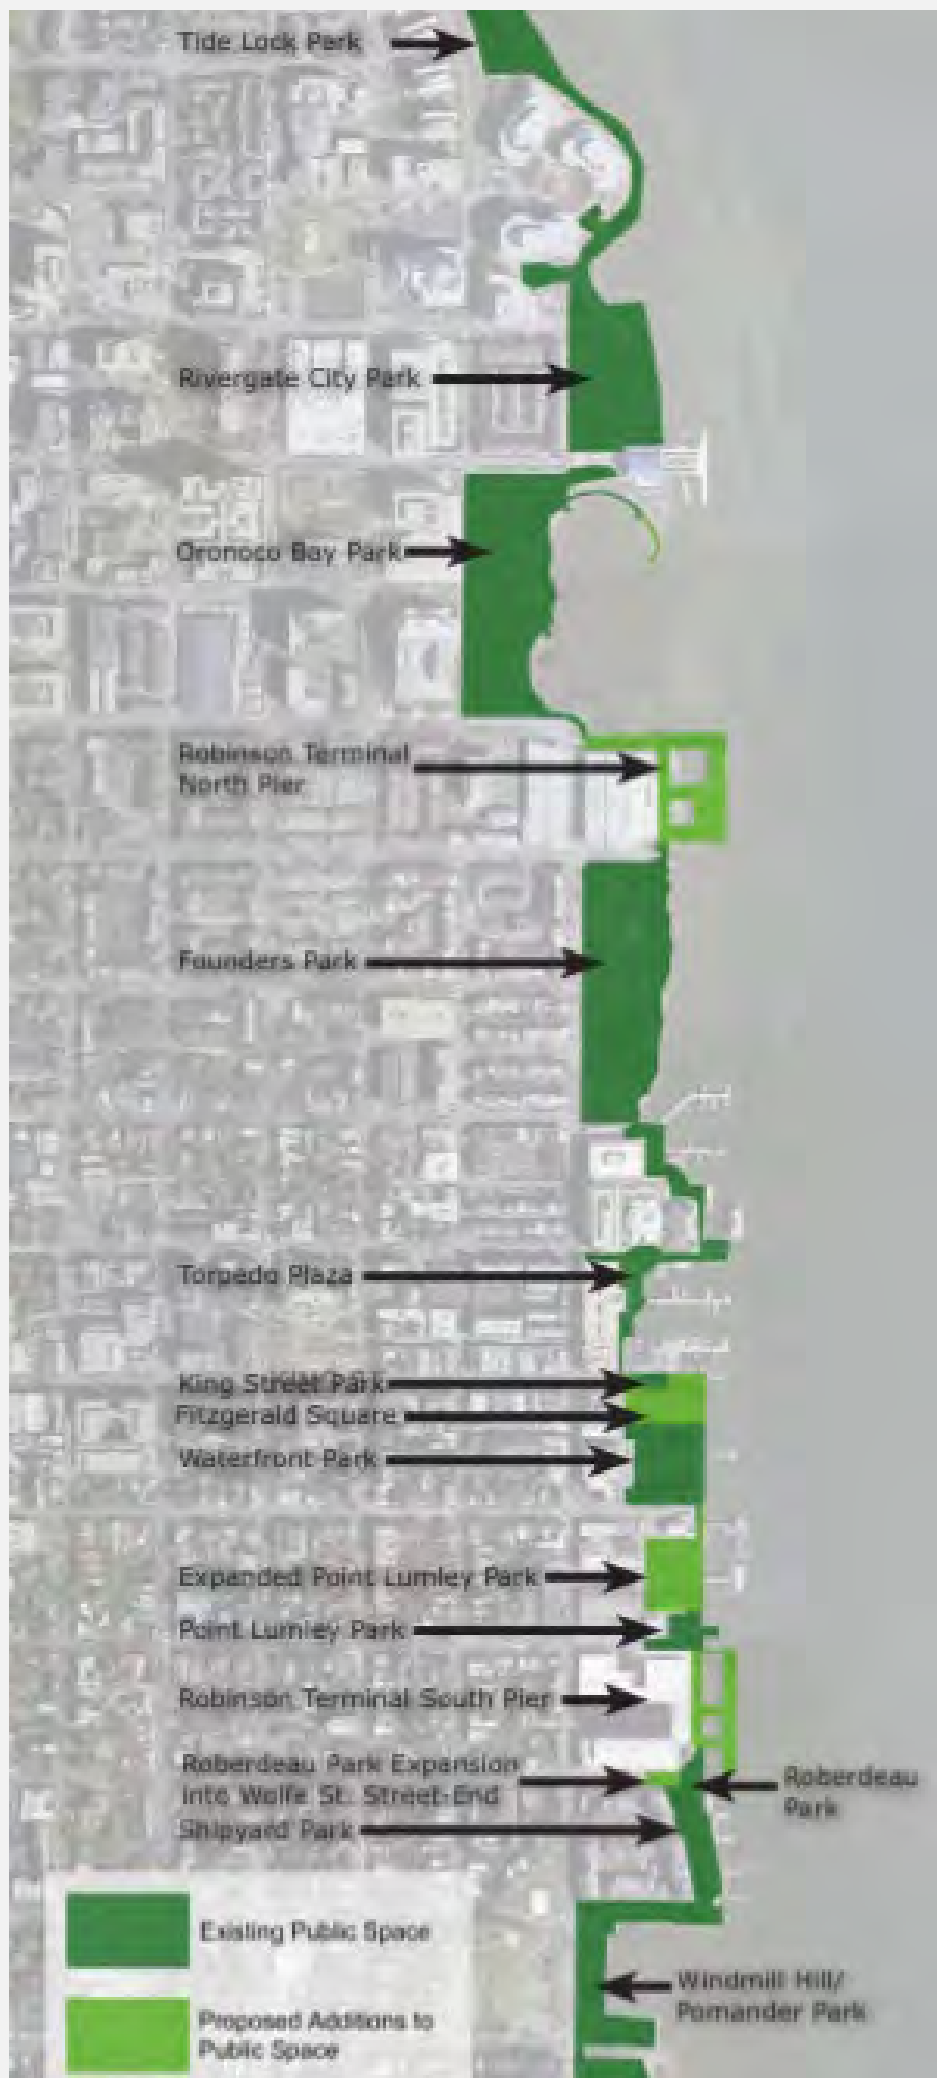 Tide Lock Park
Rivergate City Park
Oronoco Bay Park
Robinson Terminal
North Pier
Founders Park
Torpedo Plaza
King Street Park
Fitzgerald Square
Waterfront Park
Expanded Point Lumley Park
Point Lumley Park
Robinson Terminal South Pier
Roberdeau Park Expansion
into Wolfe St. Street-End
Roberdeau
Park
Shipyard Park
Existing Public Space
Windmill Hill/
Pomander Park
Proposed Additions to
Public Space